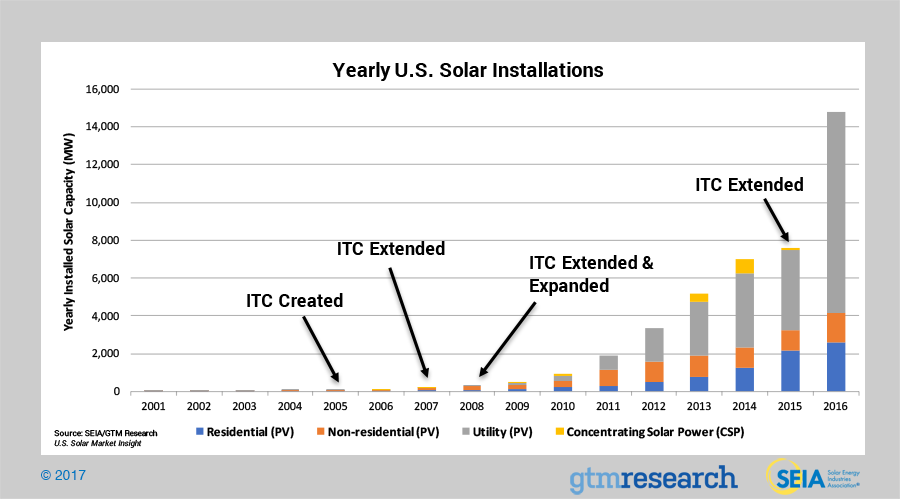 Yearly U.S. Solar Installations
16,000
14,000
12,000
10,000
8,000
6,000
4,000
2,000
0
Yearly Installed Solar Capacity (MW)
ITC Created
ITC Extended
ITC Extended &
Expanded
ITC Extended
2001 2002 2003 2004 2005 2006 2007 2008 2009 2010 2011 2012 2013 2014 2015 2016
Residential (PV) Non-residential (PV) Utility (PV) Concentrating Solar Power (CSP)
Source: SEIA/GTM Research
U.S. Solar Market Insight
© 2017
gtmresearch
SEIA
Solar Energy
Industries
Association®